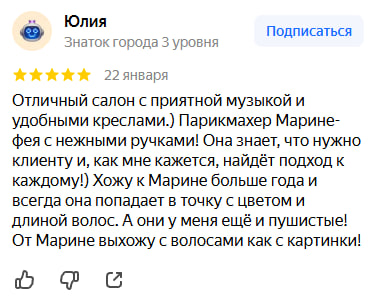 Юлия
Знаток города 3 уровня
Подписаться
22 января
Отличный салон с приятной музыкой и
удобными креслами.) Парикмахер Марине-
фея с нежными ручками! Она знает, что нужно
клиенту и, как мне кажется, найдёт подход к
каждому!) Хожу к Марине больше года и
всегда она попадает в точку с цветом и
длиной волос. А они у меня ещё и пушистые!
От Марине выхожу с волосами как с картинки!